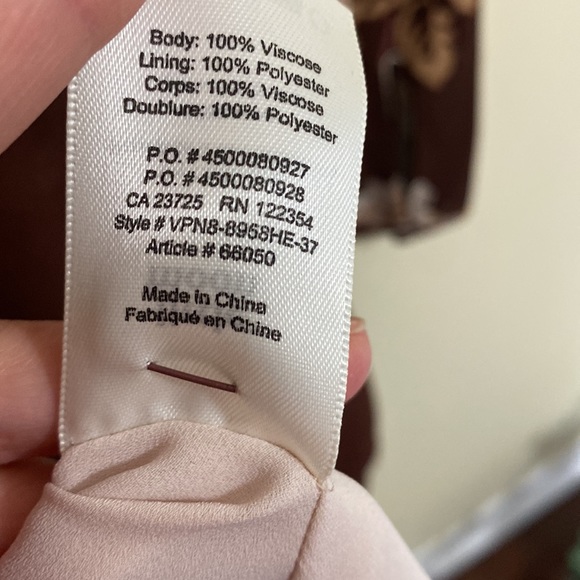 Body: 100% Viscose
Lining: 100% Polyester
Corps: 100% Viscose
Doublure: 100% Polyester
P.O. # 4500080927
P.O. # 4500080928
CA 23725 RN 122354
Style # VPN8-8958HE-37
Article # 66050
Made in China
Fabriqué en Chine